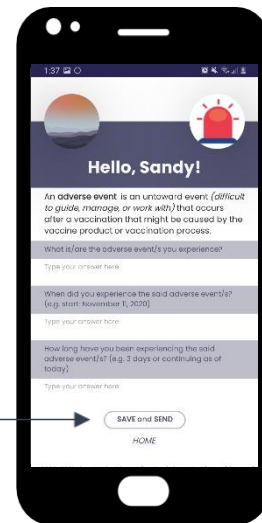 1:37
Hello, Sandy!
An adverse event is an untoward event (difficult
to guide, manage, or work with) that occurs
after a vaccination that might be caused by the
vaccine product or vaccination process.
What is/are the adverse event/s you experience?
Type your answer here
When did you experience the said adverse event/s?
(e.g. start: November 11, 2020)
Type your answer here
How long have you been experiencing the said
adverse event/s? (e.g. 3 days or continuing as of
today)
Type your answer here
SAVE and SEND
HOME